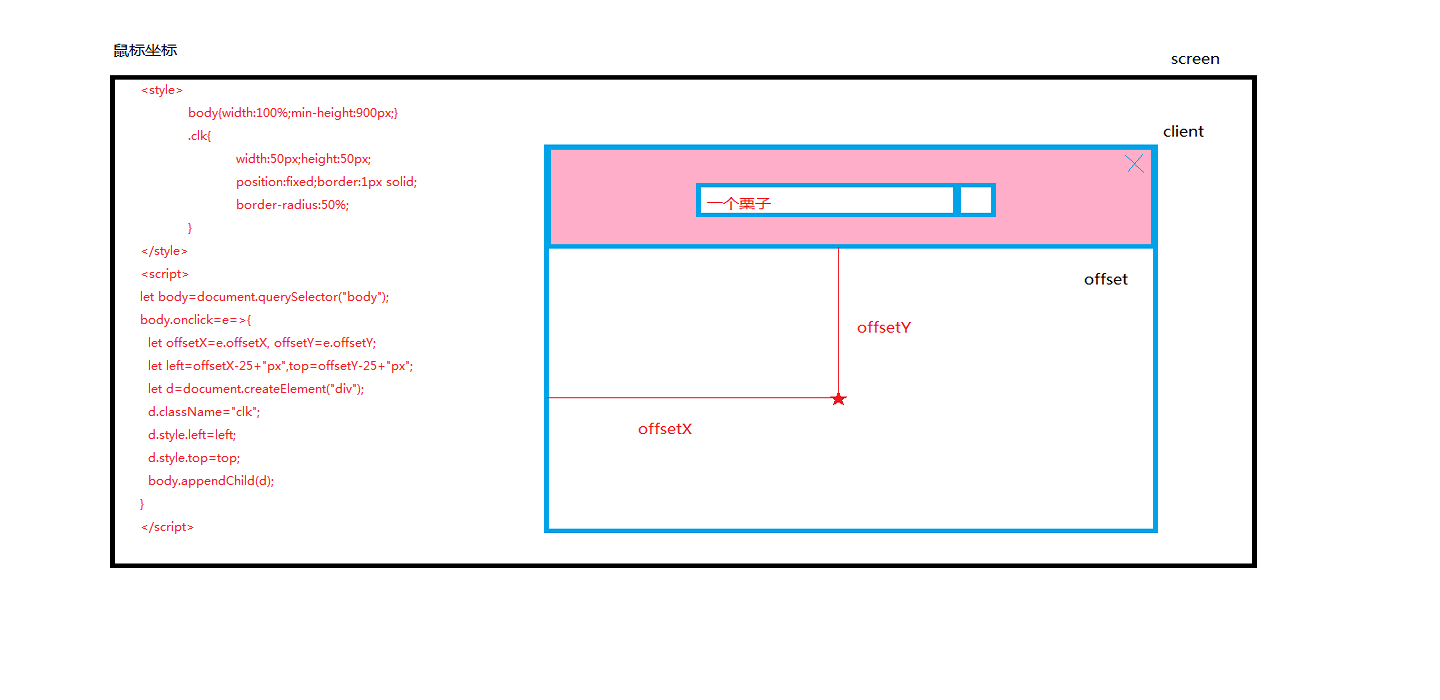 鼠标坐标
screen
<style>
body{width:100%;min-height:900px;}
client
.clk{
width:50px;height:50px;
position:fixed;border:1px solid;
border-radius:50%;
一个栗子
}
</style>
<script>
offset
let body=document.querySelector("body");
body.onclick=e=>{
offsetY
let offsetX=e.offsetX, offsetY=e.offsetY;
let left=offsetX-25+"px",top=offsetY-25+"px";
let d=document.createElement("div");
d.className="clk";
offsetX
d.style.left=left;
d.style.top=top;
body.appendChild(d);
}
</script>